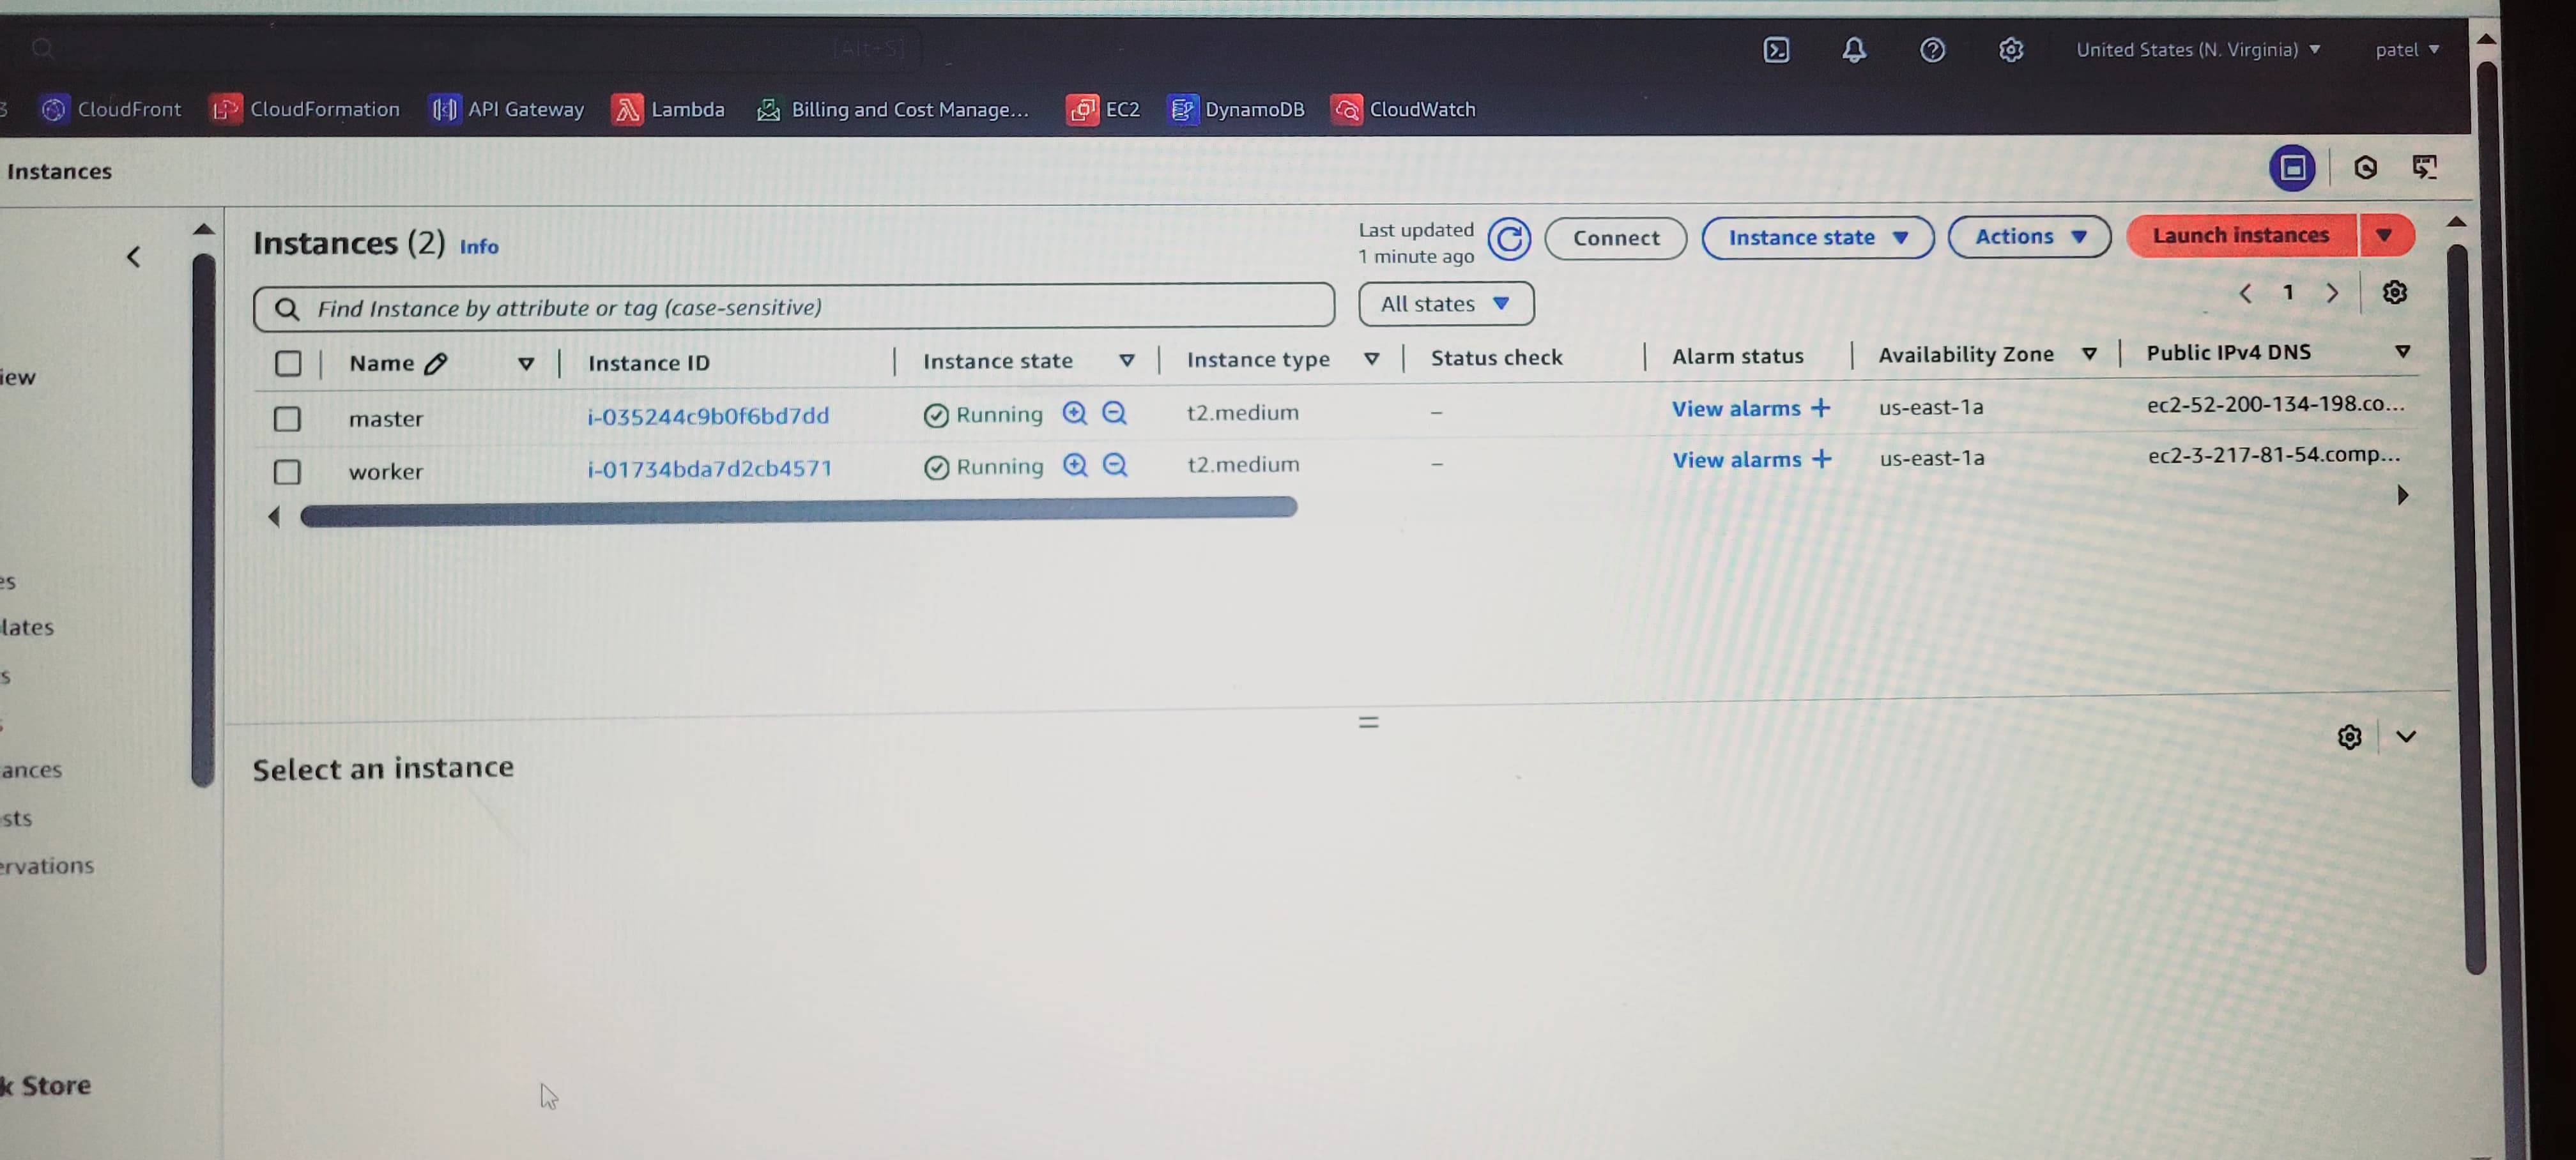 [Alt+S]
United States (N. Virginia) ▼ patel ▼
3 CloudFront CloudFormation API Gateway Lambda Billing and Cost Manage... EC2 DynamoDB CloudWatch
Instances
Instances (2) Info
Last updated
1 minute ago
Connect Instance state Actions Launch instances
Find Instance by attribute or tag (case-sensitive)
All states
1
Name Instance ID Instance state Instance type Status check Alarm status Availability Zone Public IPv4 DNS
master i-035244c9b0f6bd7dd Running t2.medium – View alarms + us-east-1a ec2-52-200-134-198.co...
worker i-01734bda7d2cb4571 Running t2.medium – View alarms + us-east-1a ec2-3-217-81-54.comp...
Select an instance
iew
es
lates
s
ances
sts
ervations
k Store